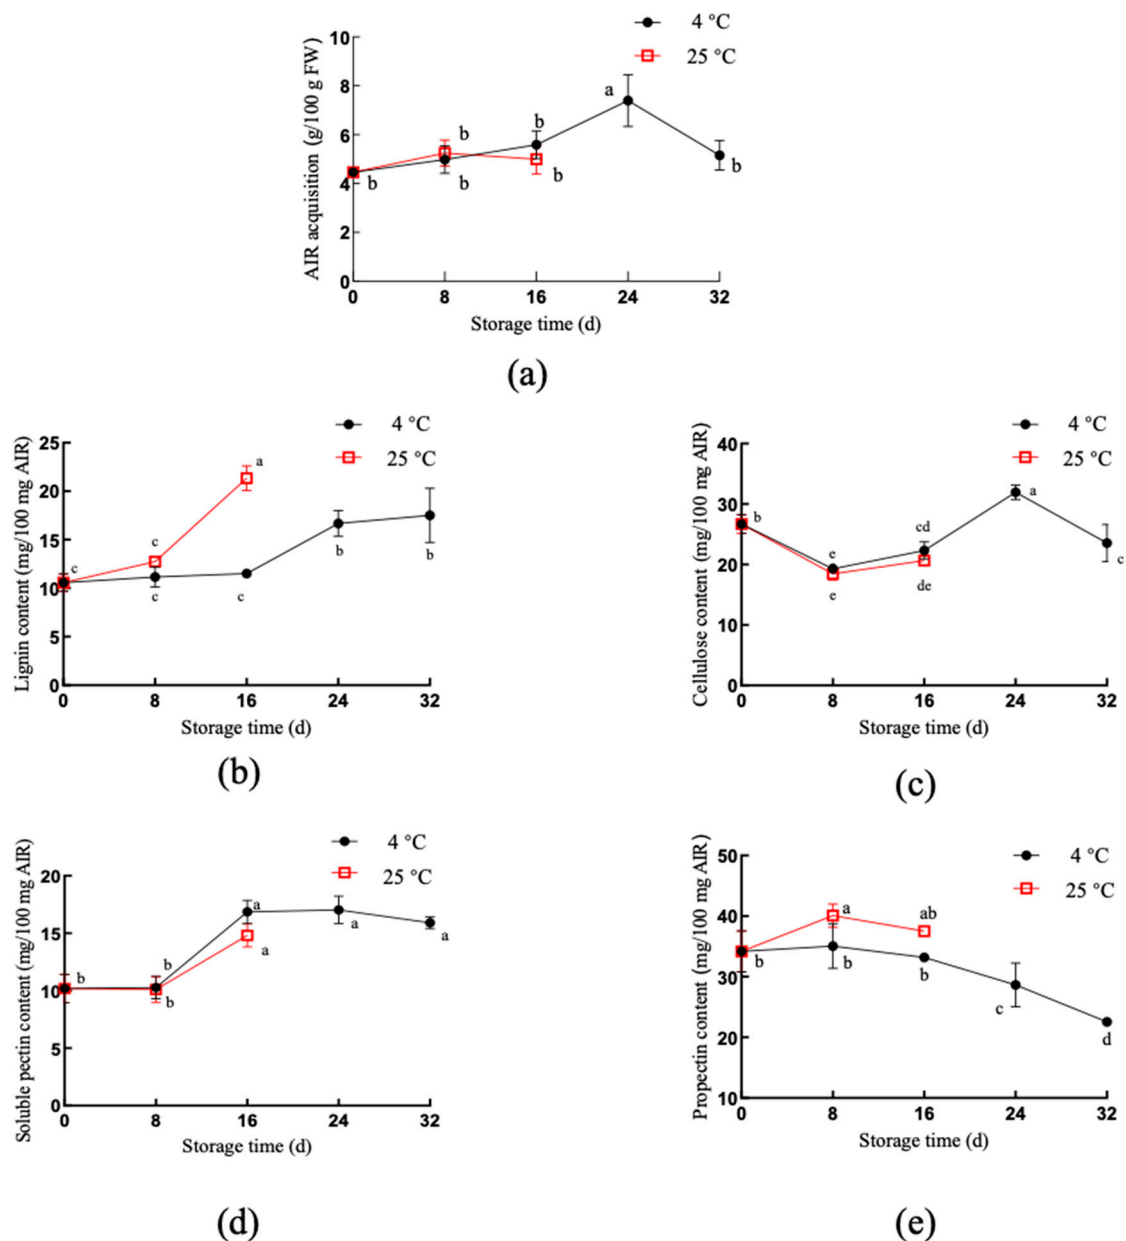 4 °C
25 °C
AIR acquisition (g/100 g FW)
10
8
6
4
2
0
b
b
b
b
b
a
b
0 8 16 24 32
Storage time (d)
(a)
4 °C
25 °C
Lignin content (mg/100 mg AIR)
25
20
15
10
5
0
c
c
c
a
c
b
b
0 8 16 24 32
Storage time (d)
(b)
4 °C
25 °C
Cellulose content (mg/100 mg AIR)
40
30
20
10
0
b
e
e
cd
de
a
c
0 8 16 24 32
Storage time (d)
(c)
4 °C
25 °C
Soluble pectin content (mg/100 mg AIR)
20
15
10
5
0
b
b
b
a
a
a
a
0 8 16 24 32
Storage time (d)
(d)
4 °C
25 °C
Propectin content (mg/100 mg AIR)
50
40
30
20
10
b
a
b
ab
b
c
d
0 8 16 24 32
Storage time (d)
(e)